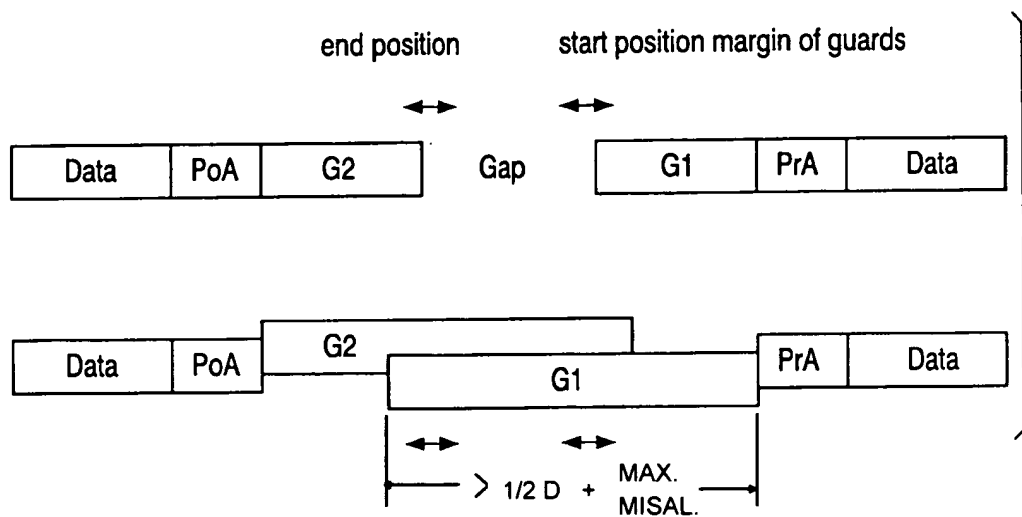 end position start position margin of guards
Data PoA G2 Gap G1 PrA Data
G2
Data PoA G1 PrA Data
> 1/2 D + MAX. MISAL.